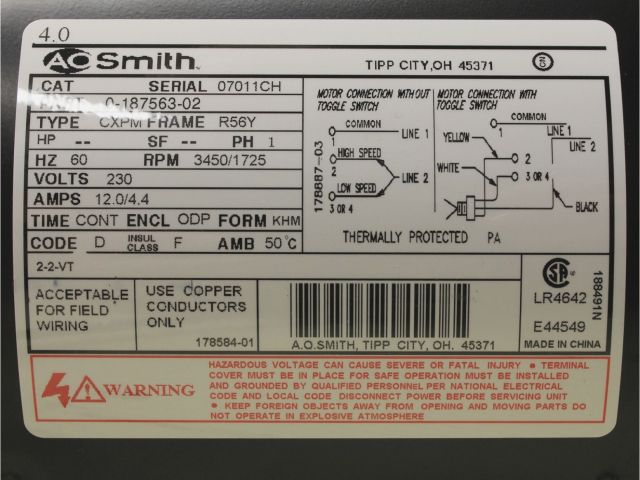 4.0
AO Smith TIPP CITY,OH 45371
CAT SERIAL 07011CH
P/N 0-187563-02
TYPE CXPM FRAME R56Y
HP -- SF -- PH 1
HZ 60 RPM 3450/1725
VOLTS 230
AMPS 12.0/4.4
TIME CONT ENCL ODP FORM KHM
CODE D INSUL CLASS F AMB 50°C
2-2-VT
MOTOR CONNECTION WITH OUT
TOGGLE SWITCH
COMMON
1 LINE 1
HIGH SPEED
2
LINE 2
LOW SPEED
3 OR 4
178887-03
MOTOR CONNECTION WITH
TOGGLE SWITCH
COMMON
1 LINE 1
LINE 2
YELLOW
2
WHITE
3 OR 4
BLACK
THERMALLY PROTECTED PA
ACCEPTABLE
FOR FIELD
WIRING
USE COPPER
CONDUCTORS
ONLY
178584-01
A.O.SMITH, TIPP CITY, OH. 45371
SA
LR4642
E44549
MADE IN CHINA
188491N
WARNING
HAZARDOUS VOLTAGE CAN CAUSE SEVERE OR FATAL INJURY ● TERMINAL
COVER MUST BE IN PLACE FOR SAFE OPERATION MUST BE INSTALLED
AND GROUNDED BY QUALIFIED PERSONNEL PER NATIONAL ELECTRICAL
CODE AND LOCAL CODE DISCONNECT POWER BEFORE SERVICING UNIT
● KEEP FOREIGN OBJECTS AWAY FROM OPENING AND MOVING PARTS DO
NOT OPERATE IN EXPLOSIVE ATMOSPHERE